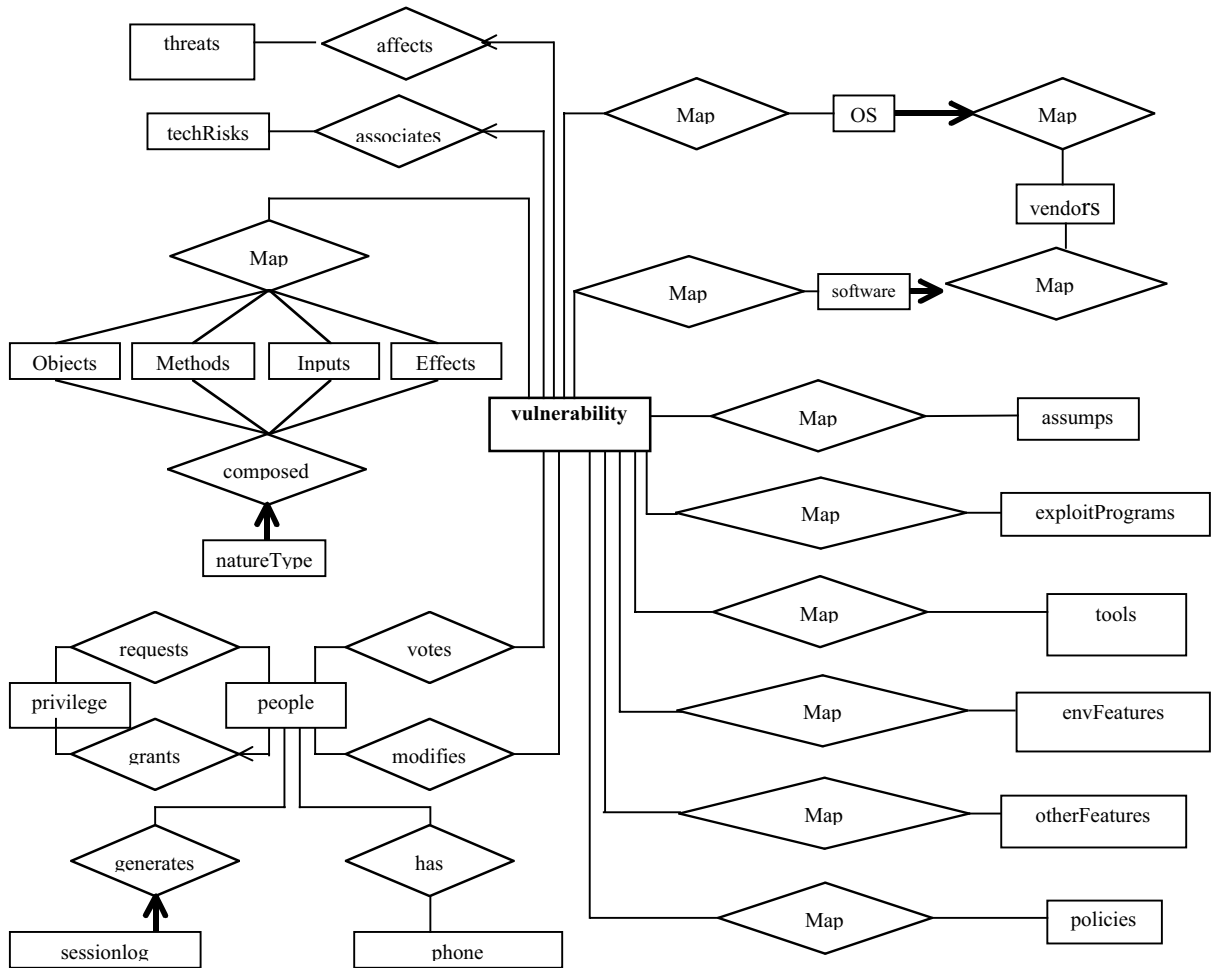 threats
affects
Map
OS
Map
techRisks
associates
vendors
Map
Map
software
Map
Objects
Methods
Inputs
Effects
vulnerability
Map
assumps
composed
Map
exploitPrograms
natureType
requests
votes
Map
tools
privilege
people
Map
envFeatures
grants
modifies
Map
otherFeatures
generates
has
Map
policies
sessionlog
phone